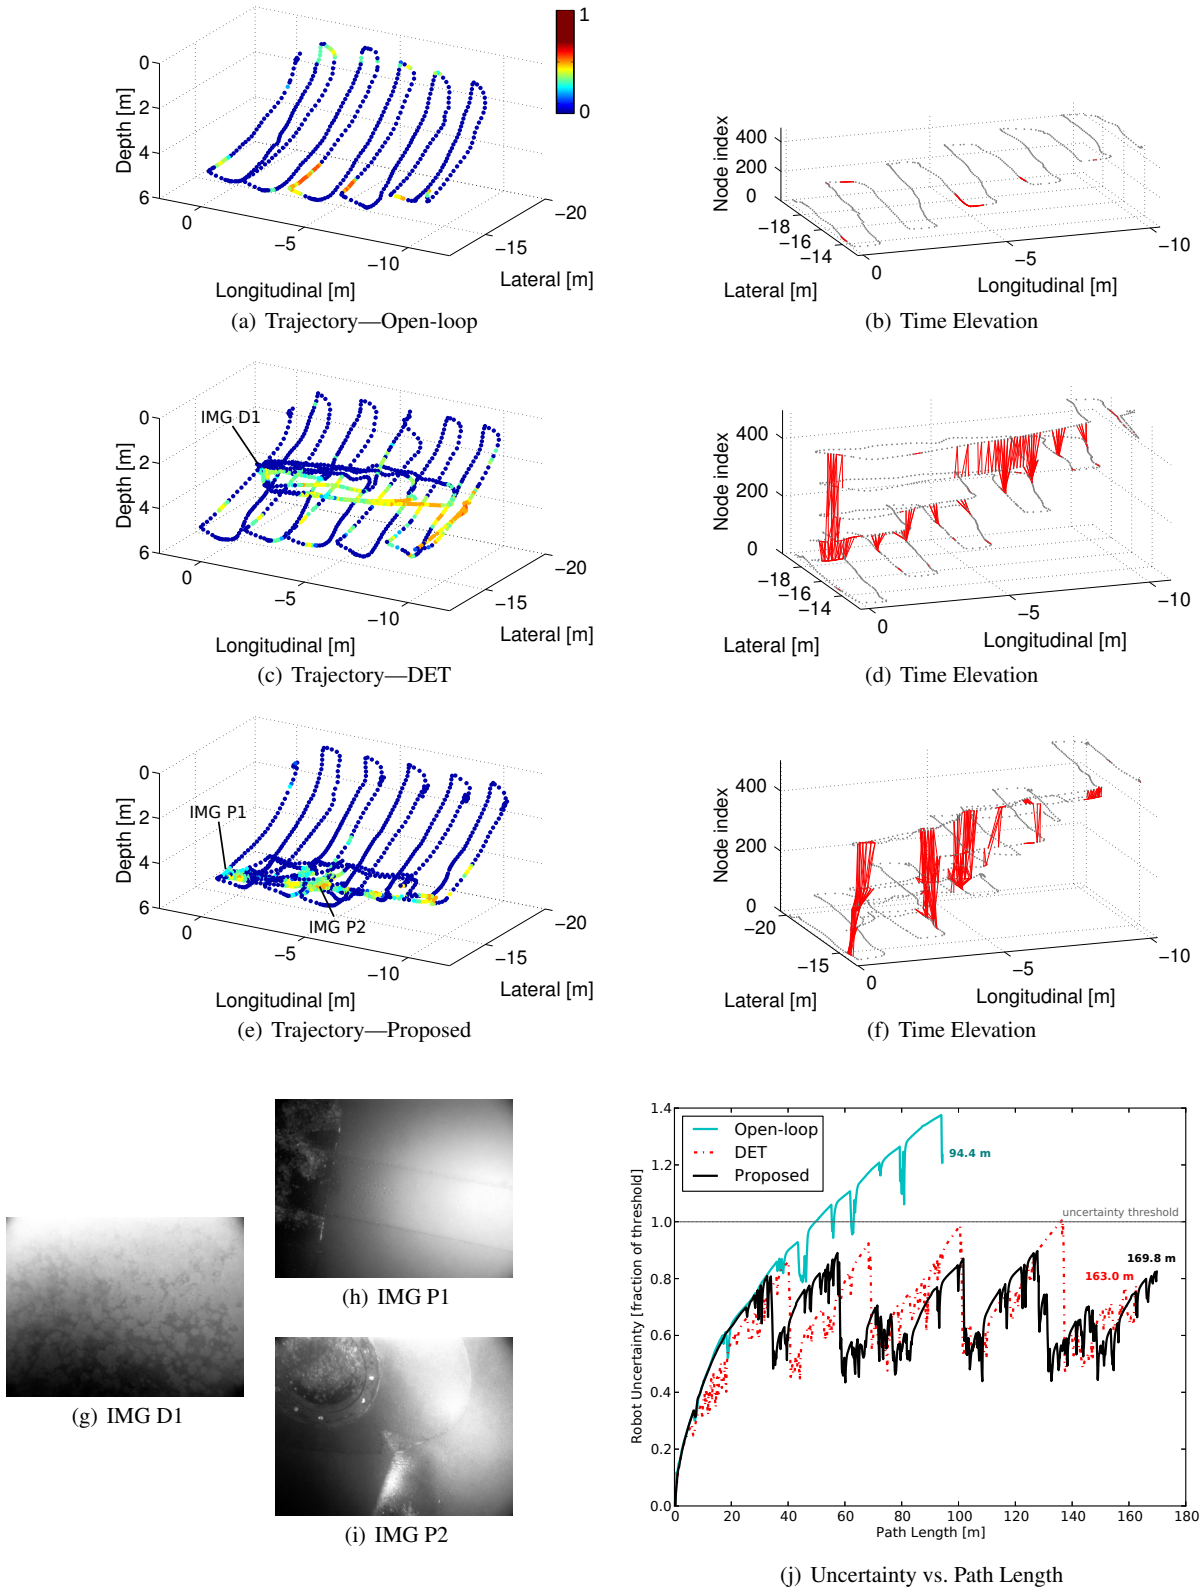 1
0
0
2
4
6
Depth [m]
0
−5
−10
−20
−15
Longitudinal [m]
Lateral [m]
(a) Trajectory—Open-loop
400
200
0
Node index
−18
−16
−14
0
−5
−10
Lateral [m]
Longitudinal [m]
(b) Time Elevation
IMG D1
0
2
4
6
Depth [m]
0
−5
−10
−20
−15
Longitudinal [m]
Lateral [m]
(c) Trajectory—DET
400
200
0
Node index
−18
−16
−14
0
−5
−10
Lateral [m]
Longitudinal [m]
(d) Time Elevation
IMG P1
IMG P2
0
2
4
6
Depth [m]
0
−5
−10
−20
−15
Longitudinal [m]
Lateral [m]
(e) Trajectory—Proposed
400
200
0
Node index
−20
−15
0
−5
−10
Lateral [m]
Longitudinal [m]
(f) Time Elevation
(g) IMG D1
(h) IMG P1
(i) IMG P2
1.4
1.2
1.0
0.8
0.6
0.4
0.2
0.0
Robot Uncertainty [fraction of threshold]
Open-loop
DET
Proposed
94.4 m
uncertainty threshold
169.8 m
163.0 m
0 20 40 60 80 100 120 140 160 180
Path Length [m]
(j) Uncertainty vs. Path Length